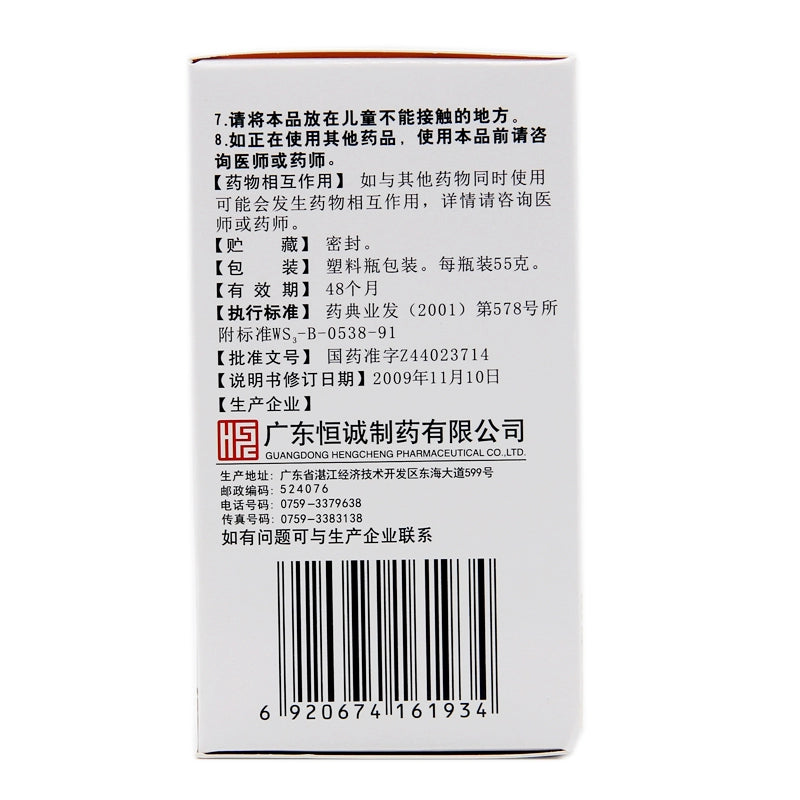 7.请将本品放在儿童不能接触的地方。
8.如正在使用其他药品，使用本品前请咨
询医师或药师。
【药物相互作用】 如与其他药物同时使用
可能会发生药物相互作用，详情请咨询医
师或药师。
【贮 藏】 密封。
【包 装】 塑料瓶包装。每瓶装55克。
【有 效 期】 48个月
【执行标准】 药典业发（2001）第578号所
附标准WS₃-B-0538-91
【批准文号】 国药准字Z44023714
【说明书修订日期】2009年11月10日
【生产企业】
广东恒诚制药有限公司
GUANGDONG HENGCHENG PHARMACEUTICAL CO.,LTD.
生产地址: 广东省湛江经济技术开发区东海大道599号
邮政编码: 524076
电话号码: 0759-3379638
传真号码: 0759-3383138
如有问题可与生产企业联系
6 920674 161934